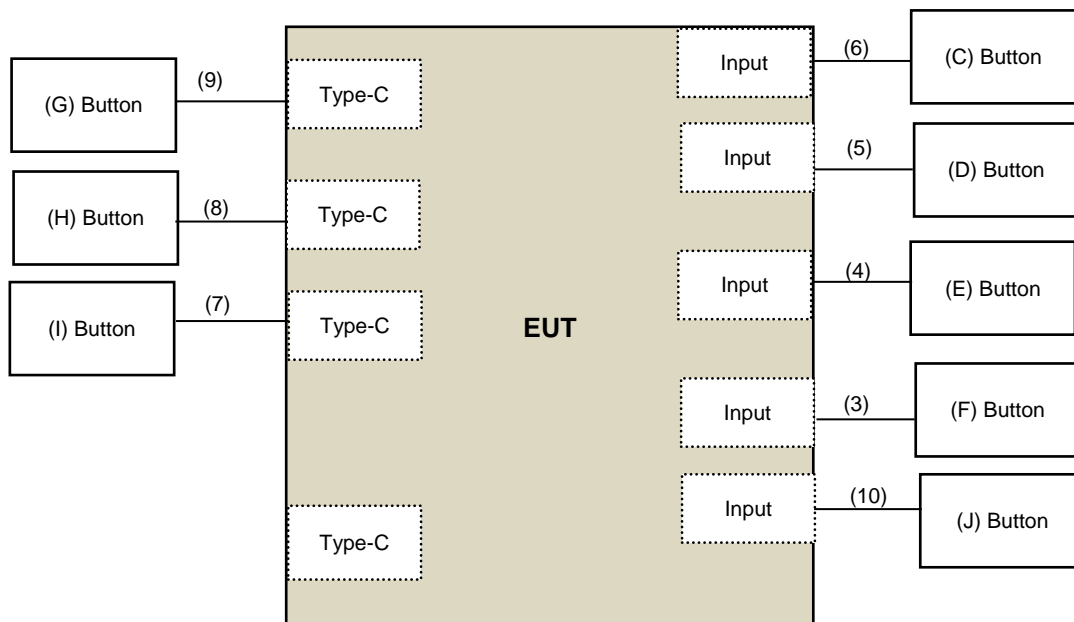 (G) Button
(9)
Type-C
(H) Button
(8)
Type-C
(I) Button
(7)
Type-C
Type-C
EUT
Input
(6)
(C) Button
Input
(5)
(D) Button
Input
(4)
(E) Button
Input
(3)
(F) Button
Input
(10)
(J) Button